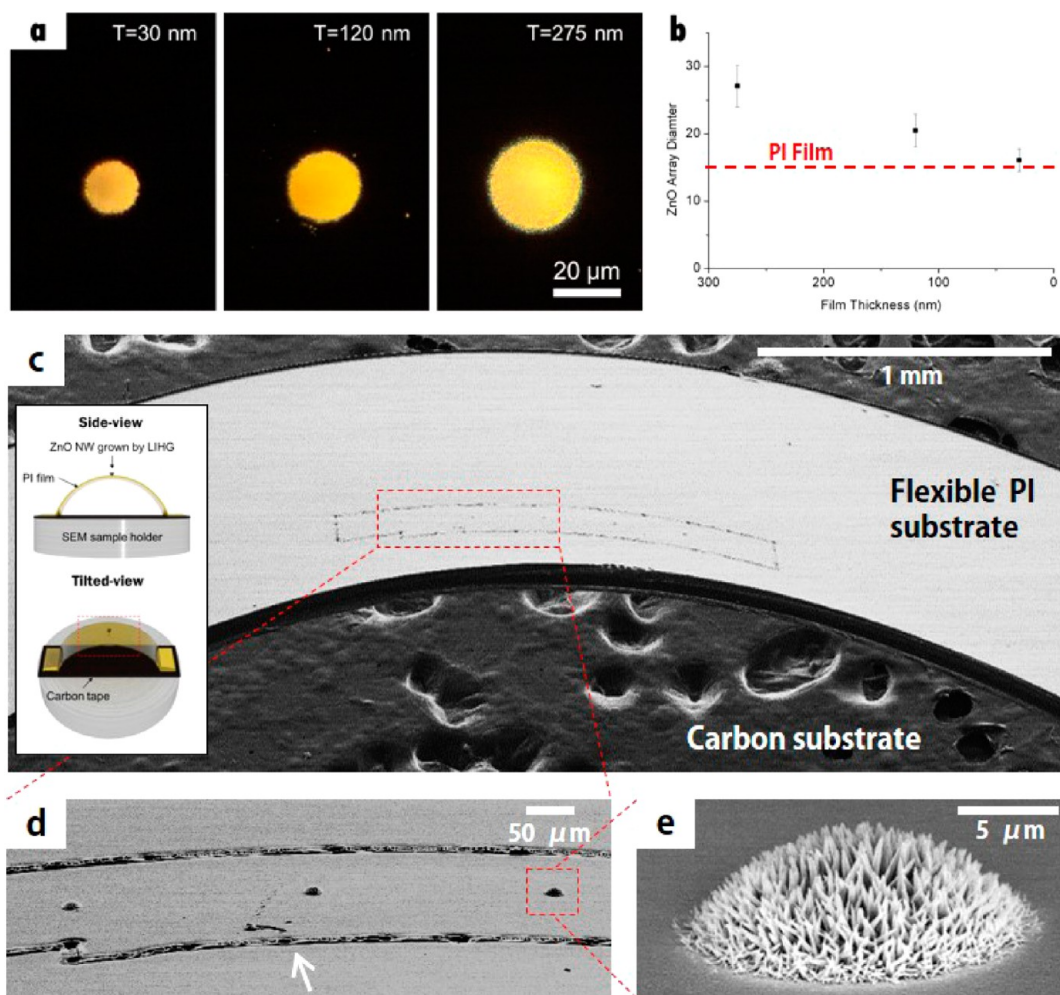 a
T=30 nm
T=120 nm
T=275 nm
20 μm
b
ZnO Array Diamter
30
20
10
0
PI Film
300
200
100
0
Film Thickness (nm)
c
1 mm
Side-view
ZnO NW grown by LIHG
PI film
SEM sample holder
Tilted-view
Carbon tape
Flexible PI
substrate
Carbon substrate
d
50 μm
e
5 μm